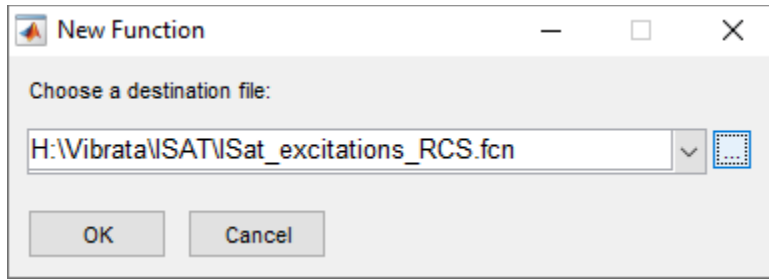 New Function
Choose a destination file:
H:\Vibrata\ISAT\ISat_excitations_RCS.fcn
...
OK Cancel